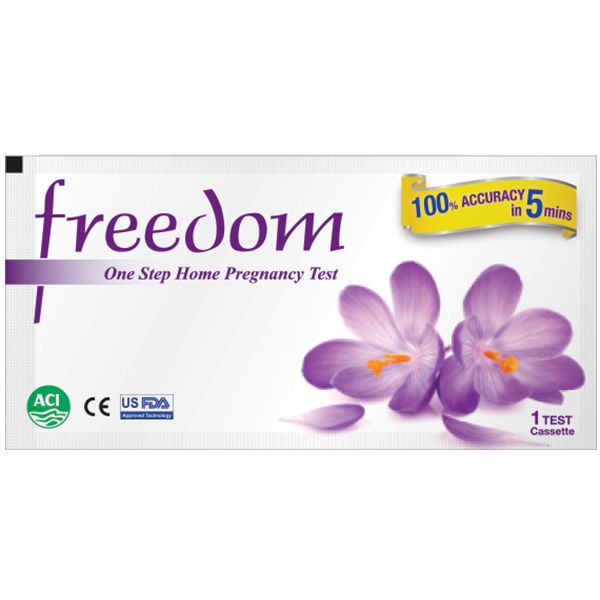 freedom
One Step Home Pregnancy Test
100% ACCURACY
in 5 mins
ACI
CE
US FDA
Approved Technology
1 TEST
Cassette